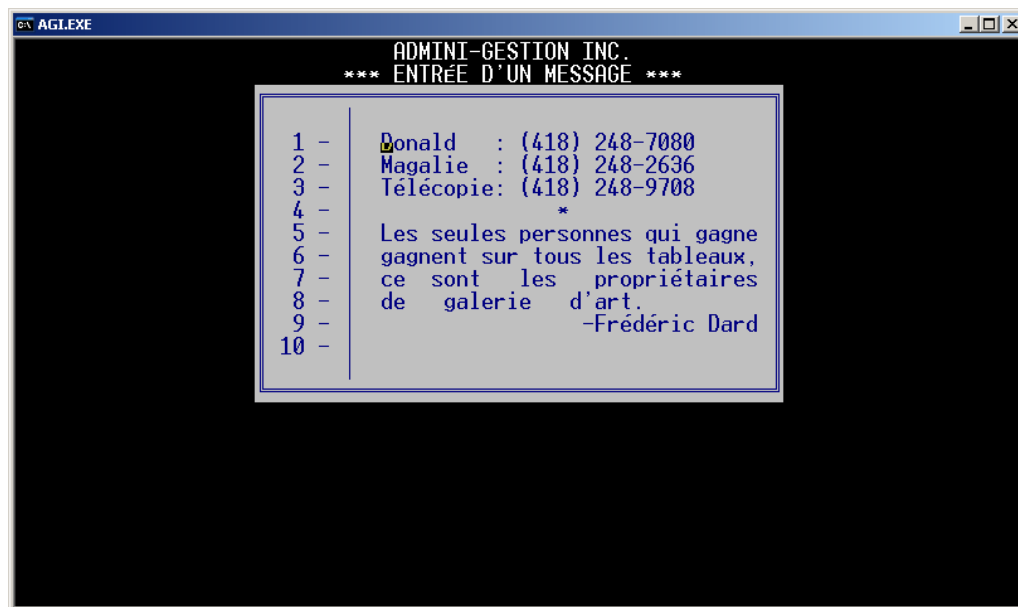 AGI.EXE
ADMINI-GESTION INC.
*** ENTRéE D'UN MESSAGE ***
1 - Donald : (418) 248-7080
2 - Magalie : (418) 248-2636
3 - Télécopie: (418) 248-9708
4 - *
5 - Les seules personnes qui gagne
6 - gagnent sur tous les tableaux,
7 - ce sont les propriétaires
8 - de galerie d'art.
9 - -Frédéric Dard
10 -